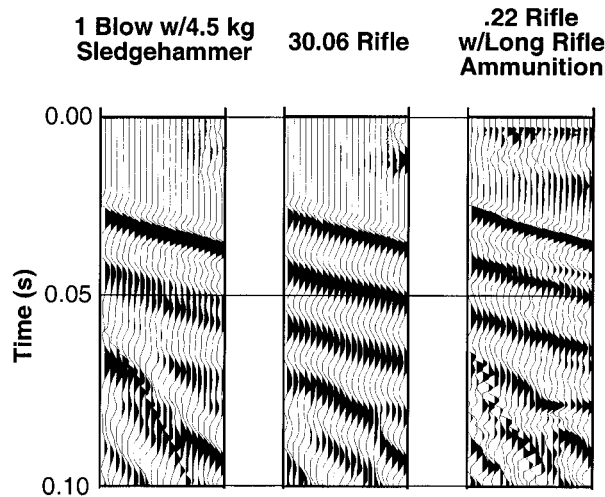 1 Blow w/4.5 kg
Sledgehammer
30.06 Rifle
.22 Rifle
w/Long Rifle
Ammunition
0.00
0.05
0.10
Time (s)